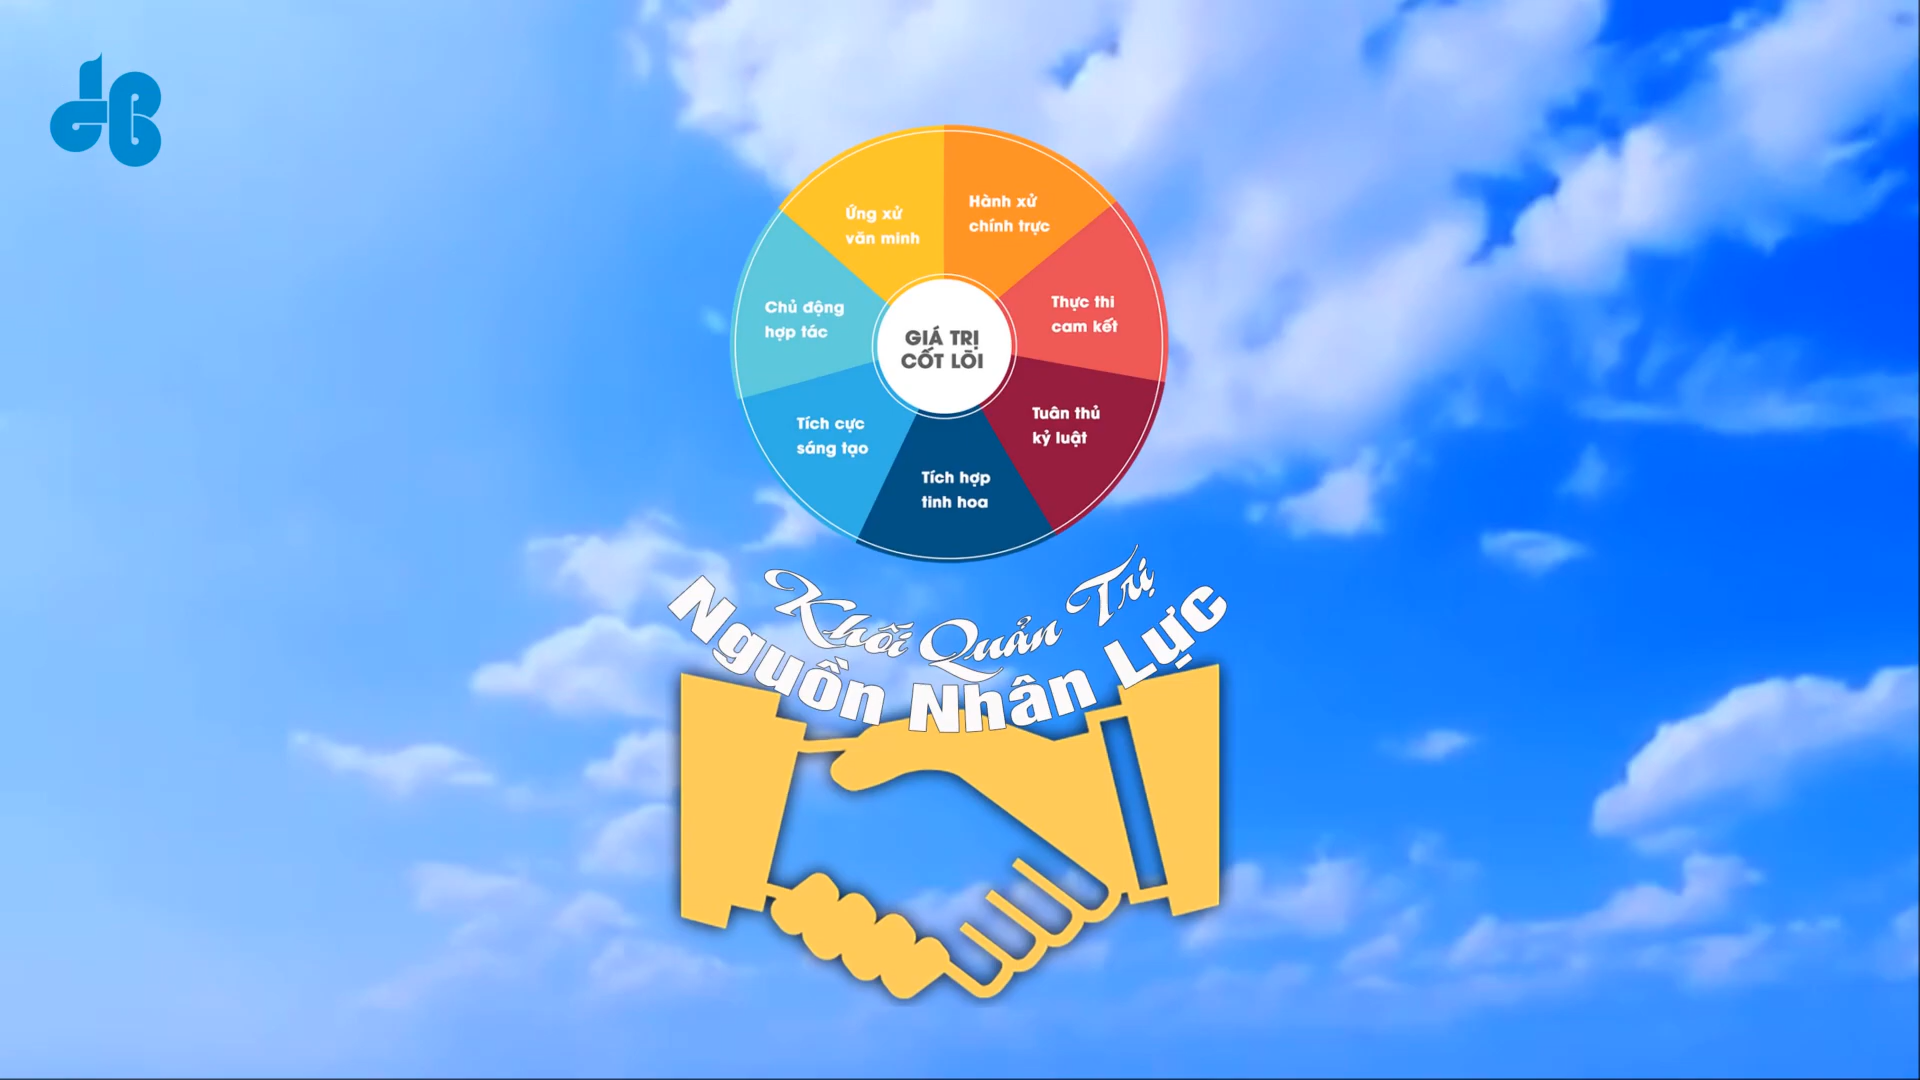 Ứng xử
văn minh
Hành xử
chính trực
Chủ động
hợp tác
Thực thi
cam kết
GIÁ TRỊ
CỐT LÕI
Tích cực
sáng tạo
Tuân thủ
kỷ luật
Tích hợp
tinh hoa
Khối Quản Trị
Nguồn Nhân Lực